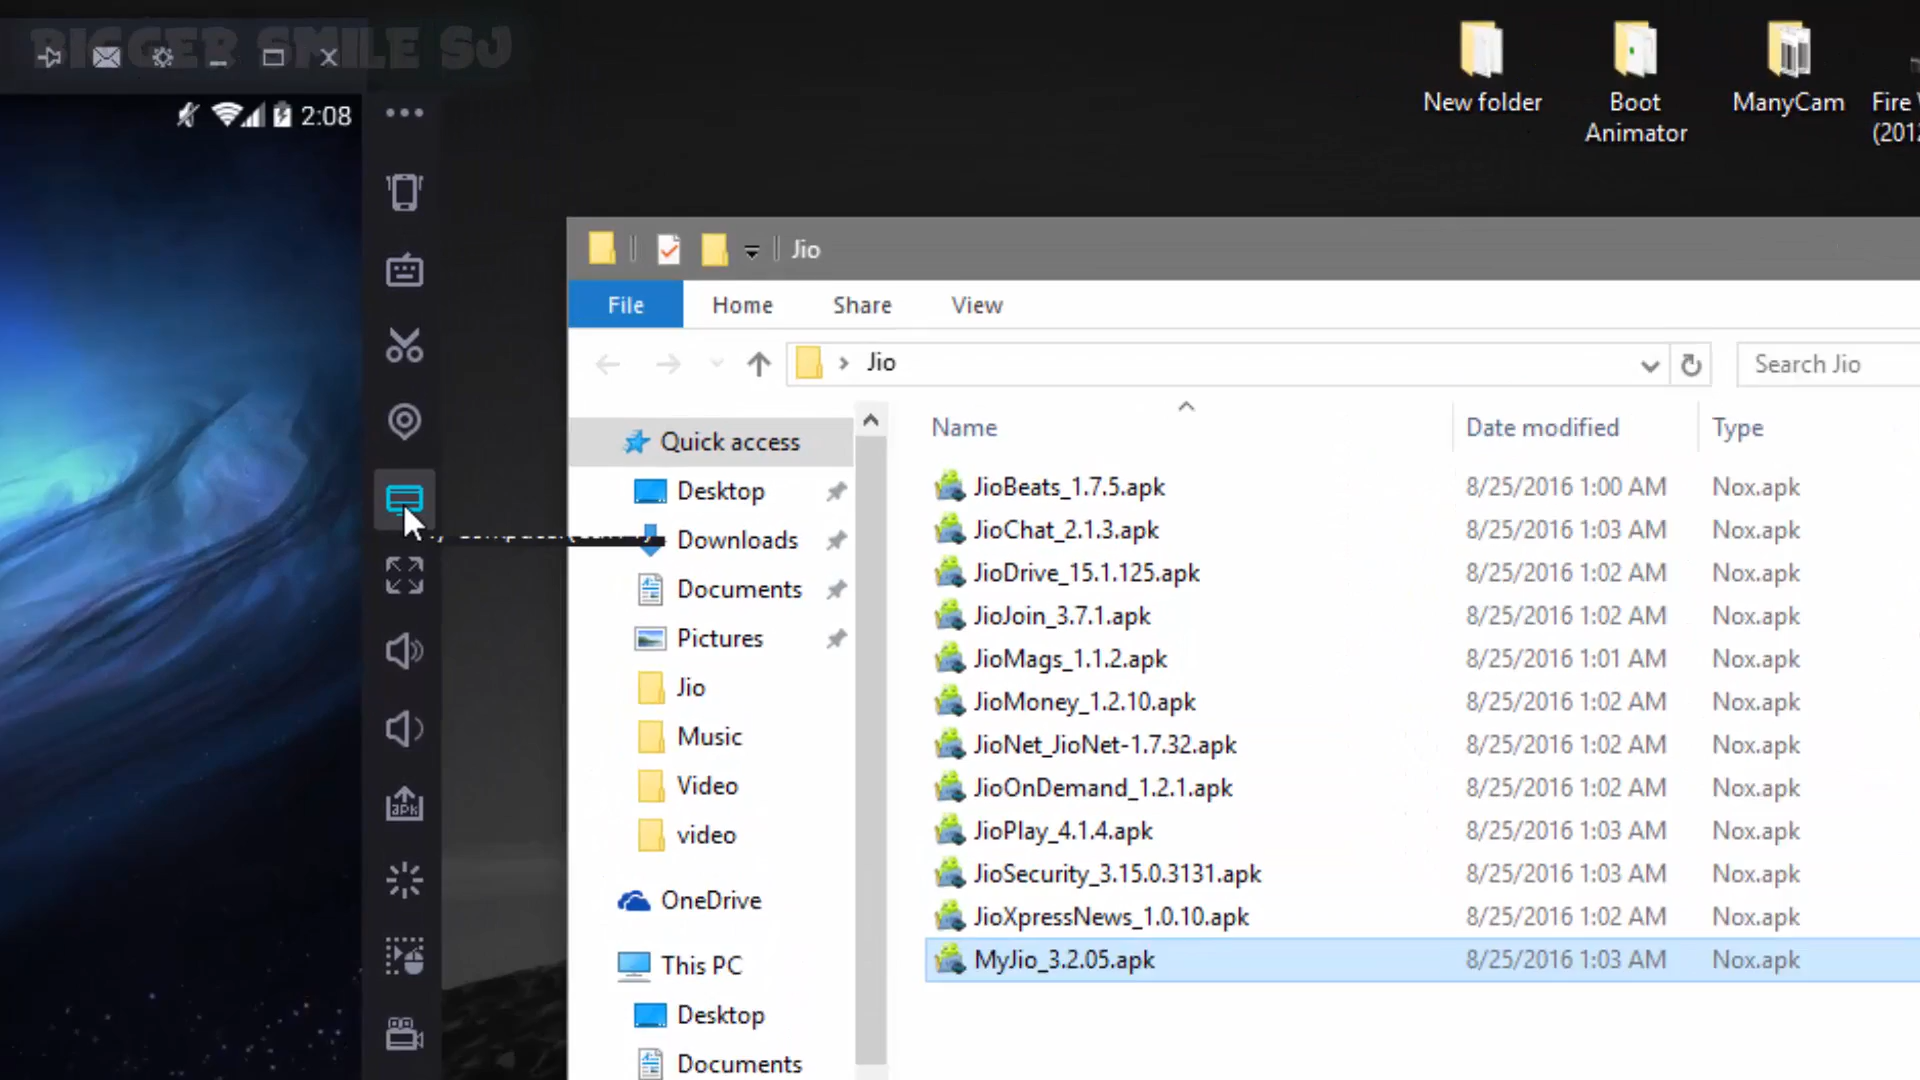 BIGGER SMILE SJ
2:08
New folder
Boot
Animator
ManyCam
Fire
(2012
Jio
File
Home
Share
View
Jio
Search Jio
Name
Date modified
Type
Quick access
Desktop
Downloads
Documents
Pictures
Jio
Music
Video
video
OneDrive
This PC
Desktop
Documents
JioBeats_1.7.5.apk 8/25/2016 1:00 AM Nox.apk
JioChat_2.1.3.apk 8/25/2016 1:03 AM Nox.apk
JioDrive_15.1.125.apk 8/25/2016 1:02 AM Nox.apk
JioJoin_3.7.1.apk 8/25/2016 1:02 AM Nox.apk
JioMags_1.1.2.apk 8/25/2016 1:01 AM Nox.apk
JioMoney_1.2.10.apk 8/25/2016 1:02 AM Nox.apk
JioNet_JioNet-1.7.32.apk 8/25/2016 1:02 AM Nox.apk
JioOnDemand_1.2.1.apk 8/25/2016 1:02 AM Nox.apk
JioPlay_4.1.4.apk 8/25/2016 1:03 AM Nox.apk
JioSecurity_3.15.0.3131.apk 8/25/2016 1:03 AM Nox.apk
JioXpressNews_1.0.10.apk 8/25/2016 1:02 AM Nox.apk
MyJio_3.2.05.apk 8/25/2016 1:03 AM Nox.apk